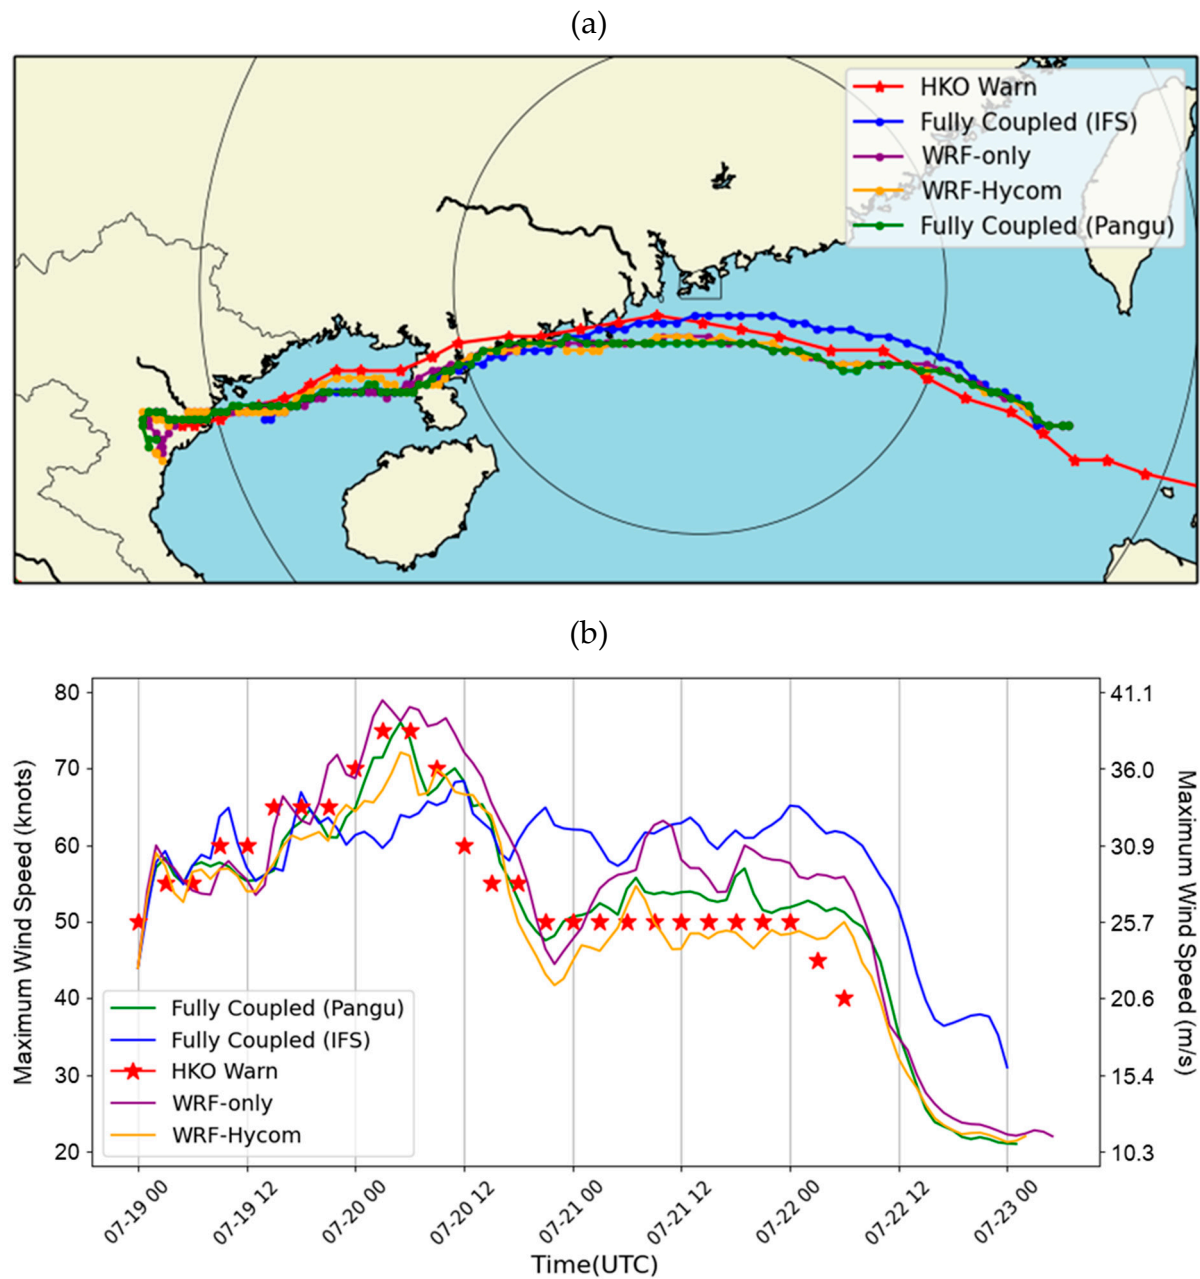 (a)
HKO Warn
Fully Coupled (IFS)
WRF-only
WRF-Hycom
Fully Coupled (Pangu)
(b)
Maximum Wind Speed (knots)
80
70
60
50
40
30
20
Fully Coupled (Pangu)
Fully Coupled (IFS)
HKO Warn
WRF-only
WRF-Hycom
41.1
36.0
30.9
25.7
20.6
15.4
10.3
Maximum Wind Speed (m/s)
07-19 00
07-19 12
07-20 00
07-20 12
07-21 00
07-21 12
07-22 00
07-22 12
07-23 00
Time(UTC)